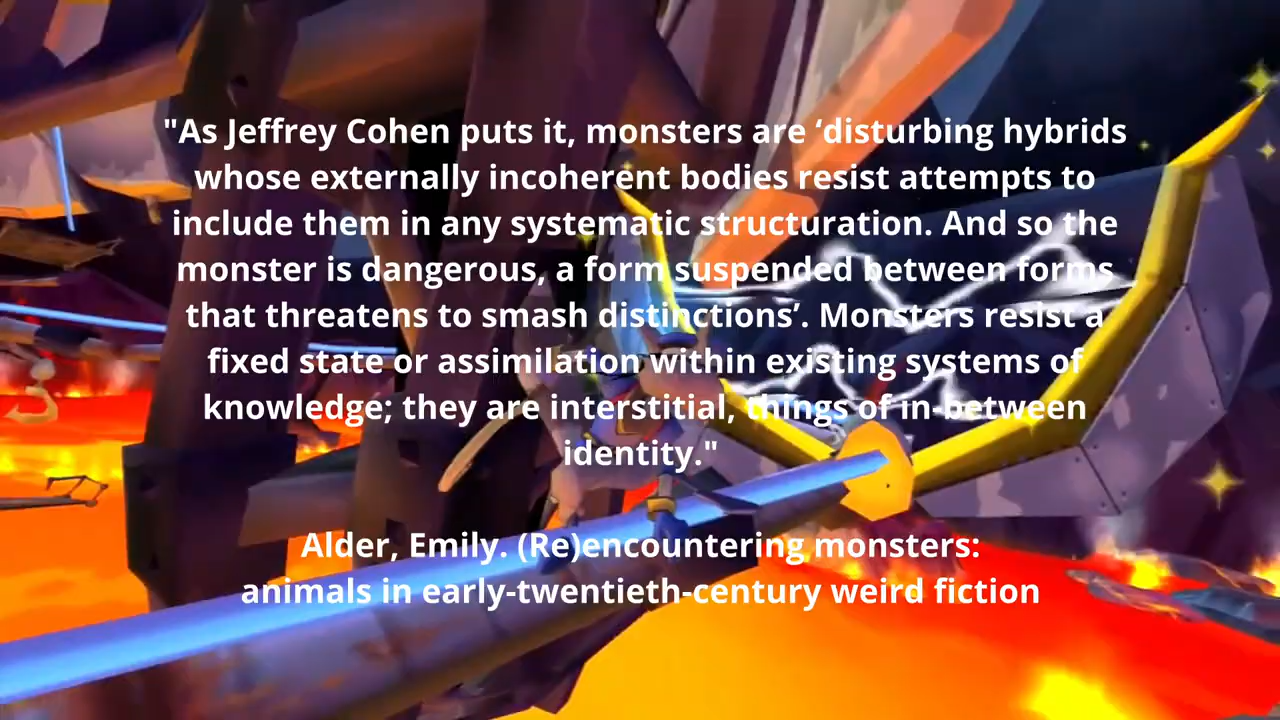 "As Jeffrey Cohen puts it, monsters are ‘disturbing hybrids
whose externally incoherent bodies resist attempts to
include them in any systematic structuration. And so the
monster is dangerous, a form suspended between forms
that threatens to smash distinctions’. Monsters resist a
fixed state or assimilation within existing systems of
knowledge; they are interstitial, things of in-between
identity."
Alder, Emily. (Re)encountering monsters:
animals in early-twentieth-century weird fiction